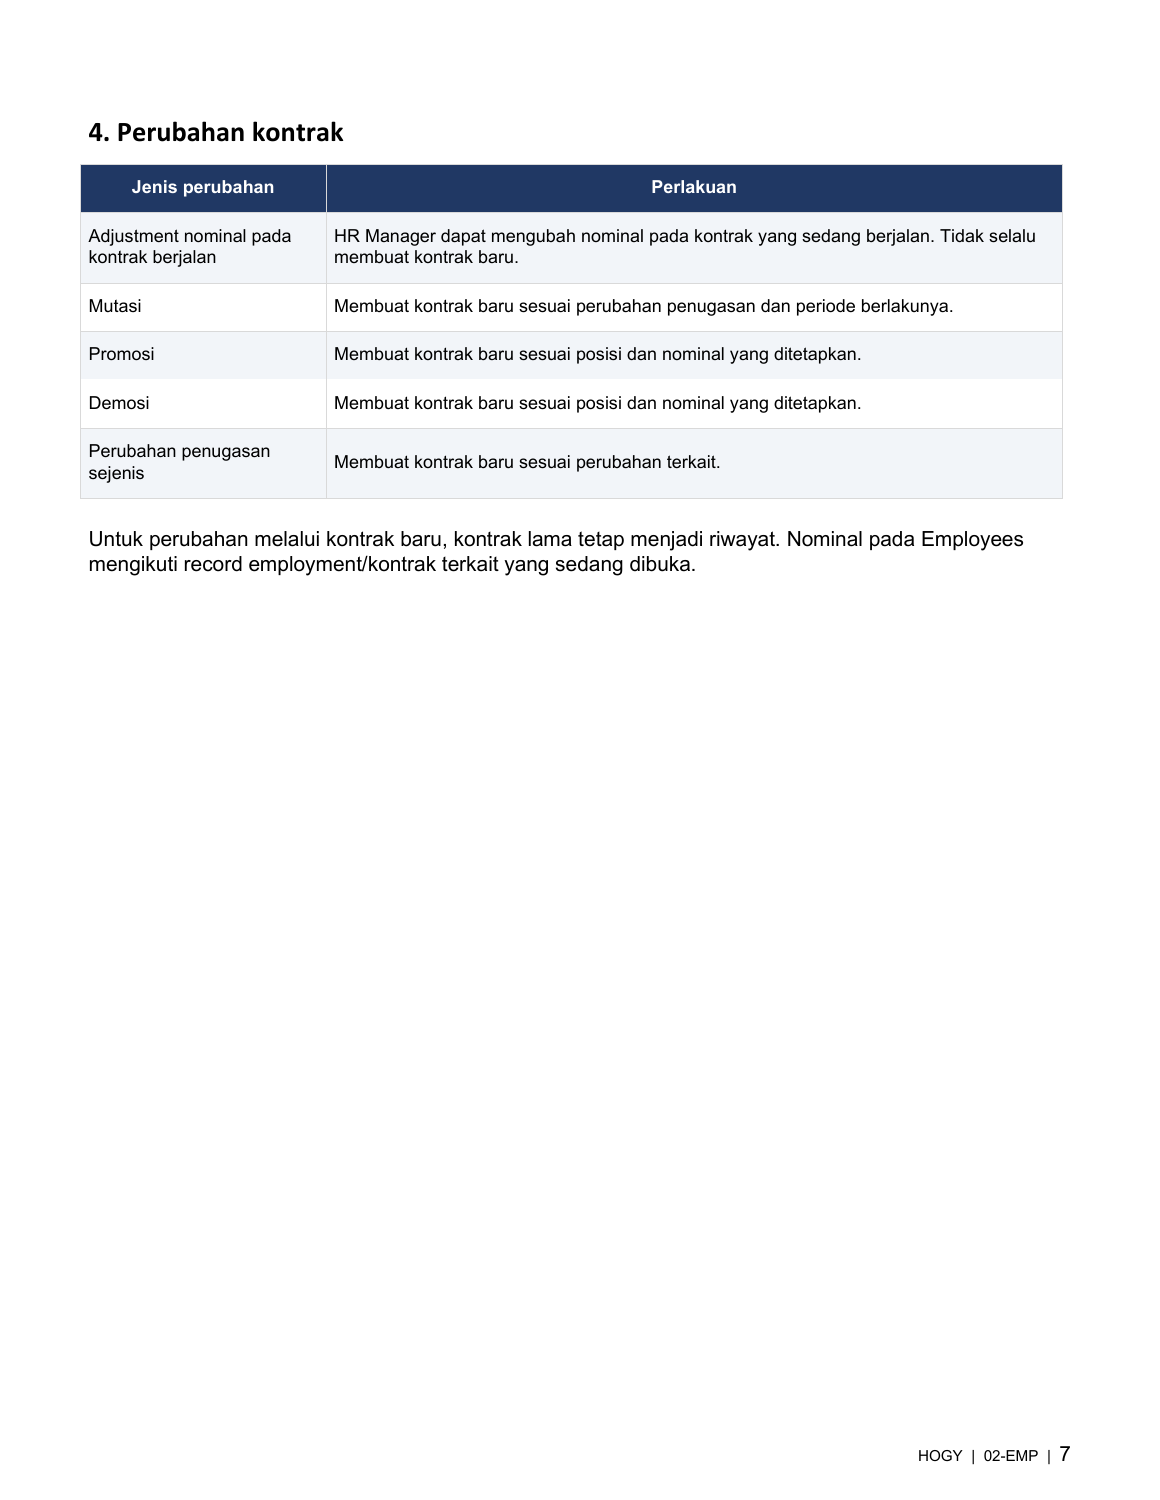 4. Perubahan kontrak
Jenis perubahan
Perlakuan
Adjustment nominal pada
kontrak berjalan
HR Manager dapat mengubah nominal pada kontrak yang sedang berjalan. Tidak selalu
membuat kontrak baru.
Mutasi
Membuat kontrak baru sesuai perubahan penugasan dan periode berlakunya.
Promosi
Membuat kontrak baru sesuai posisi dan nominal yang ditetapkan.
Demosi
Membuat kontrak baru sesuai posisi dan nominal yang ditetapkan.
Perubahan penugasan
sejenis
Membuat kontrak baru sesuai perubahan terkait.
Untuk perubahan melalui kontrak baru, kontrak lama tetap menjadi riwayat. Nominal pada Employees
mengikuti record employment/kontrak terkait yang sedang dibuka.
HOGY | 02-EMP | 7